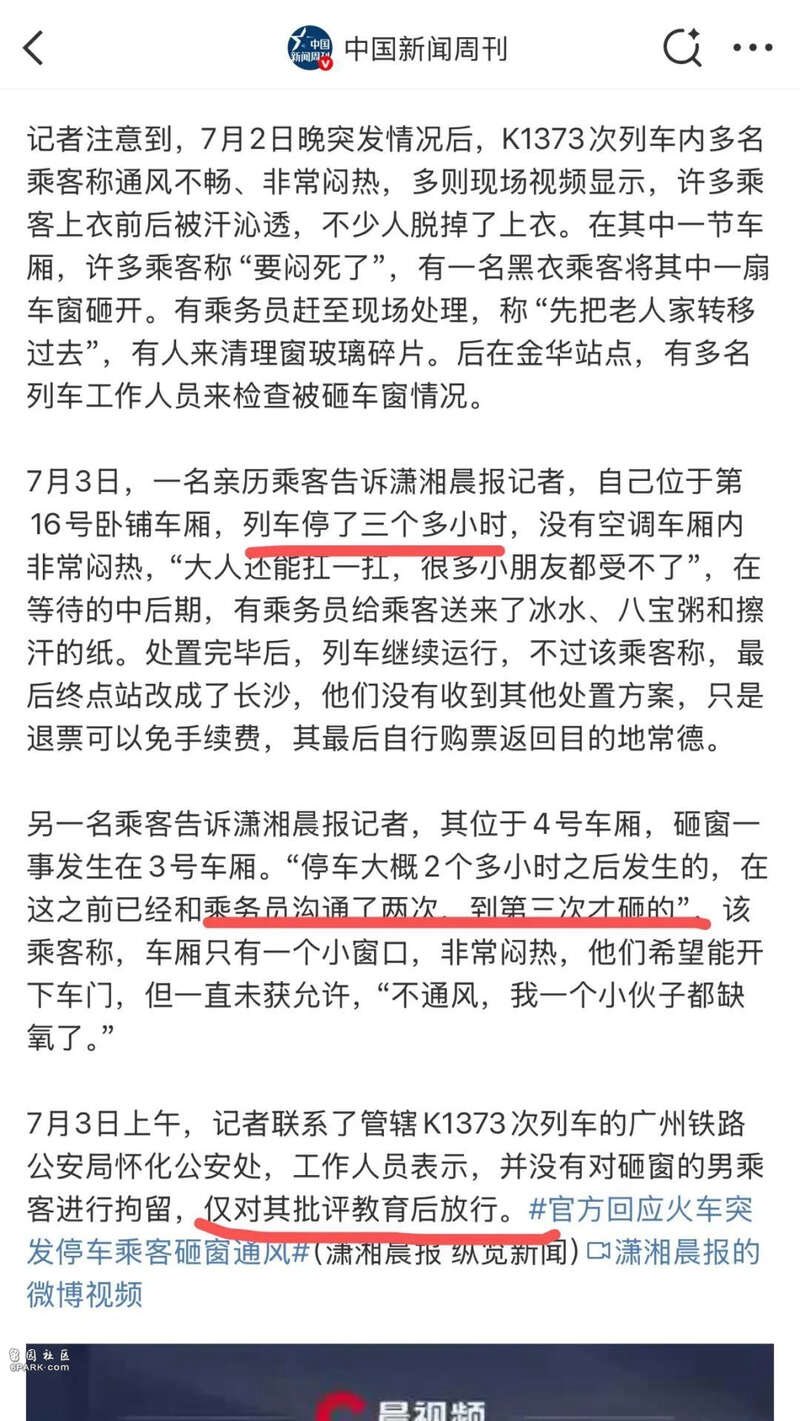 中国新闻周刊
中国
新闻周刊
记者注意到，7月2日晚突发情况后，K1373次列车内多名
乘客称通风不畅、非常闷热，多则现场视频显示，许多乘
客上衣前后被汗沁透，不少人脱掉了上衣。在其中一节车
厢，许多乘客称“要闷死了”，有一名黑衣乘客将其中一扇
车窗砸开。有乘务员赶至现场处理，称“先把老人家转移
过去”，有人来清理窗玻璃碎片。后在金华站点，有多名
列车工作人员来检查被砸车窗情况。
7月3日，一名亲历乘客告诉潇湘晨报记者，自己位于第
16号卧铺车厢，列车停了三个多小时，没有空调车厢内
非常闷热，“大人还能扛一扛，很多小朋友都受不了”，在
等待的中后期，有乘务员给乘客送来了冰水、八宝粥和擦
汗的纸。处置完毕后，列车继续运行，不过该乘客称，最
后终点站改成了长沙，他们没有收到其他处置方案，只是
退票可以免手续费，其最后自行购票返回目的地常德。
另一名乘客告诉潇湘晨报记者，其位于4号车厢，砸窗一
事发生在3号车厢。“停车大概2个多小时之后发生的，在
这之前已经和乘务员沟通了两次，到第三次才砸的”，该
乘客称，车厢只有一个小窗口，非常闷热，他们希望能开
下车门，但一直未获允许，“不通风，我一个小伙子都缺
氧了。”
7月3日上午，记者联系了管辖K1373次列车的广州铁路
公安局怀化公安处，工作人员表示，并没有对砸窗的男乘
客进行拘留，仅对其批评教育后放行。#官方回应火车突
发停车乘客砸窗通风#(潇湘晨报 纵览新闻)潇湘晨报的
微博视频
留园社区
6PARK.COM
晨视频